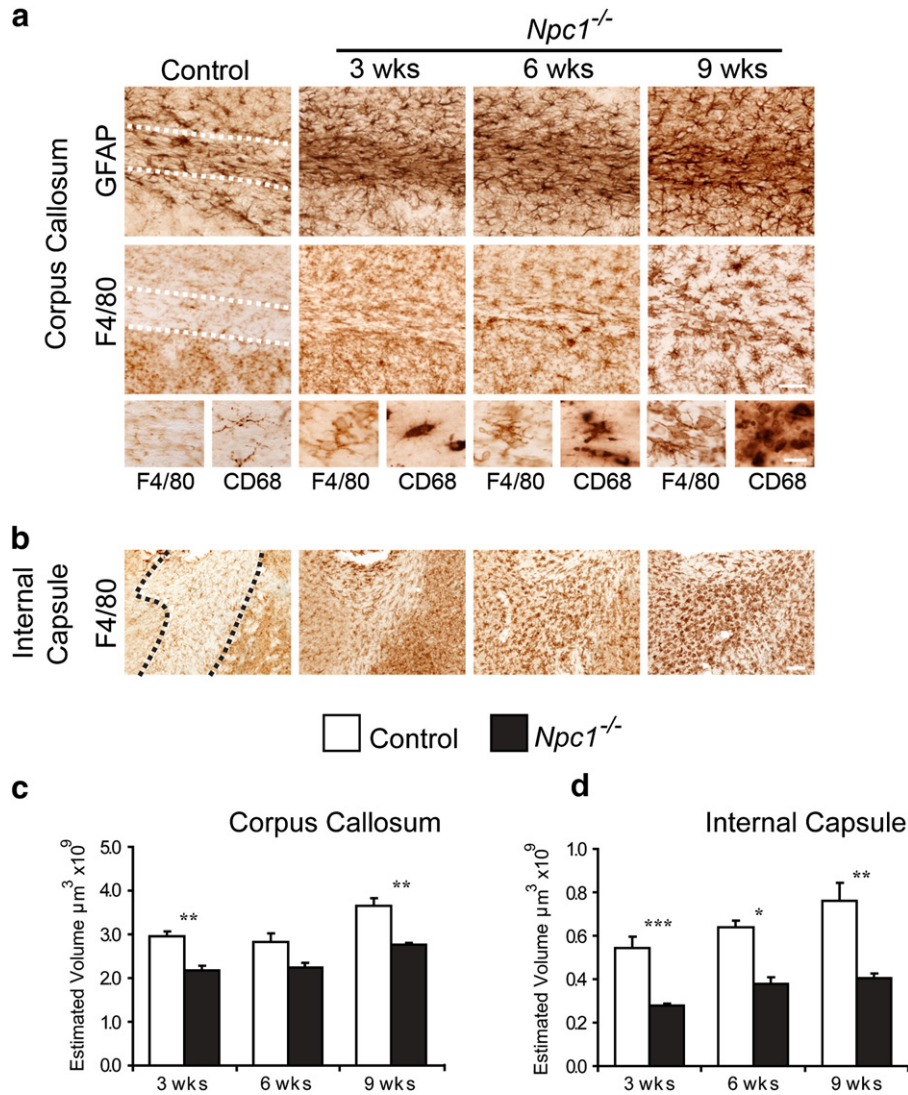 a
Npc1-/-
Control 3 wks 6 wks 9 wks
Corpus Callosum
GFAP
F4/80
F4/80 CD68 F4/80 CD68 F4/80 CD68 F4/80 CD68
b
Internal
Capsule
F4/80
Control Npc1-/-
c
Corpus Callosum
Estimated Volume µm³ x10⁹
5.0
4.0
3.0
2.0
1.0
0.0
**
**
3 wks 6 wks 9 wks
d
Internal Capsule
Estimated Volume µm³ x10⁹
1.0
0.8
0.6
0.4
0.2
0.0
***
*
**
3 wks 6 wks 9 wks